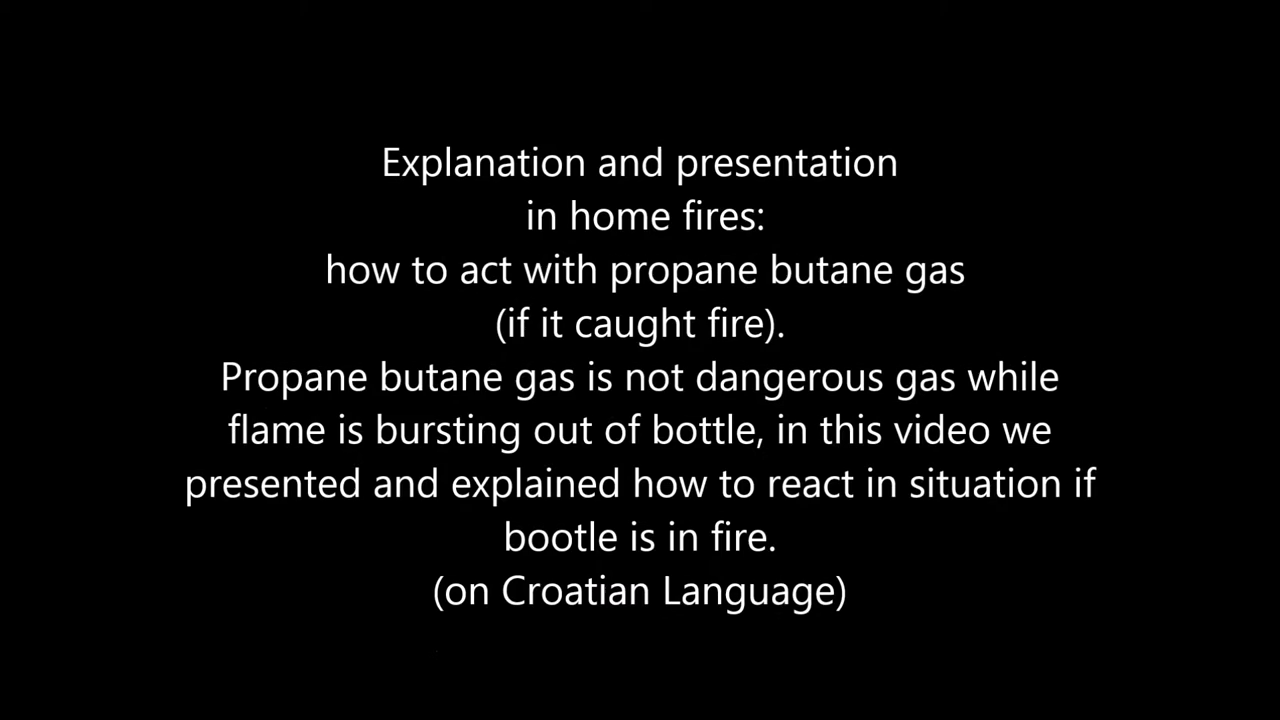 Explanation and presentation
in home fires:
how to act with propane butane gas
(if it caught fire).
Propane butane gas is not dangerous gas while
flame is bursting out of bottle, in this video we
presented and explained how to react in situation if
bootle is in fire.
(on Croatian Language)